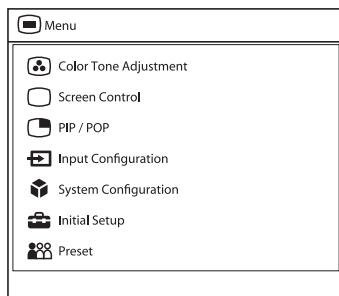 Menu
Color Tone Adjustment
Screen Control
PIP / POP
Input Configuration
System Configuration
Initial Setup
Preset